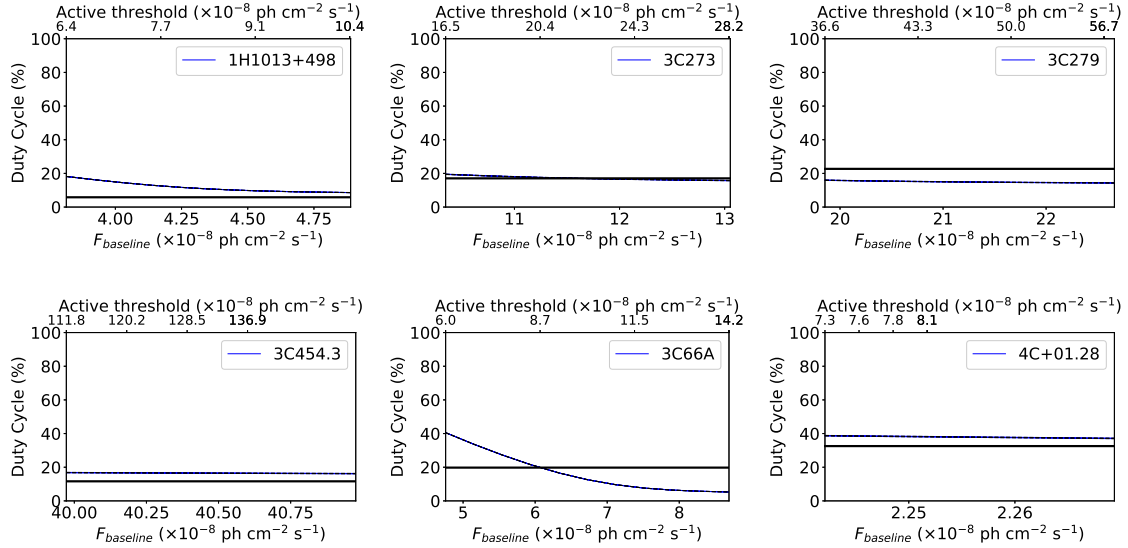 Active threshold (×10⁻⁸ ph cm⁻² s⁻¹)
6.4 7.7 9.1 10.4
100
80
60
40
20
0
Duty Cycle (%)
1H1013+498
4.00 4.25 4.50 4.75
F_baseline (×10⁻⁸ ph cm⁻² s⁻¹)
Active threshold (×10⁻⁸ ph cm⁻² s⁻¹)
16.5 20.4 24.3 28.2
100
80
60
40
20
0
Duty Cycle (%)
3C273
11 12 13
F_baseline (×10⁻⁸ ph cm⁻² s⁻¹)
Active threshold (×10⁻⁸ ph cm⁻² s⁻¹)
36.6 43.3 50.0 56.7
100
80
60
40
20
0
Duty Cycle (%)
3C279
20 21 22
F_baseline (×10⁻⁸ ph cm⁻² s⁻¹)
Active threshold (×10⁻⁸ ph cm⁻² s⁻¹)
111.8 120.2 128.5 136.9
100
80
60
40
20
0
Duty Cycle (%)
3C454.3
40.00 40.25 40.50 40.75
F_baseline (×10⁻⁸ ph cm⁻² s⁻¹)
Active threshold (×10⁻⁸ ph cm⁻² s⁻¹)
6.0 8.7 11.5 14.2
100
80
60
40
20
0
Duty Cycle (%)
3C66A
5 6 7 8
F_baseline (×10⁻⁸ ph cm⁻² s⁻¹)
Active threshold (×10⁻⁸ ph cm⁻² s⁻¹)
7.3 7.6 7.8 8.1
100
80
60
40
20
0
Duty Cycle (%)
4C+01.28
2.25 2.26
F_baseline (×10⁻⁸ ph cm⁻² s⁻¹)